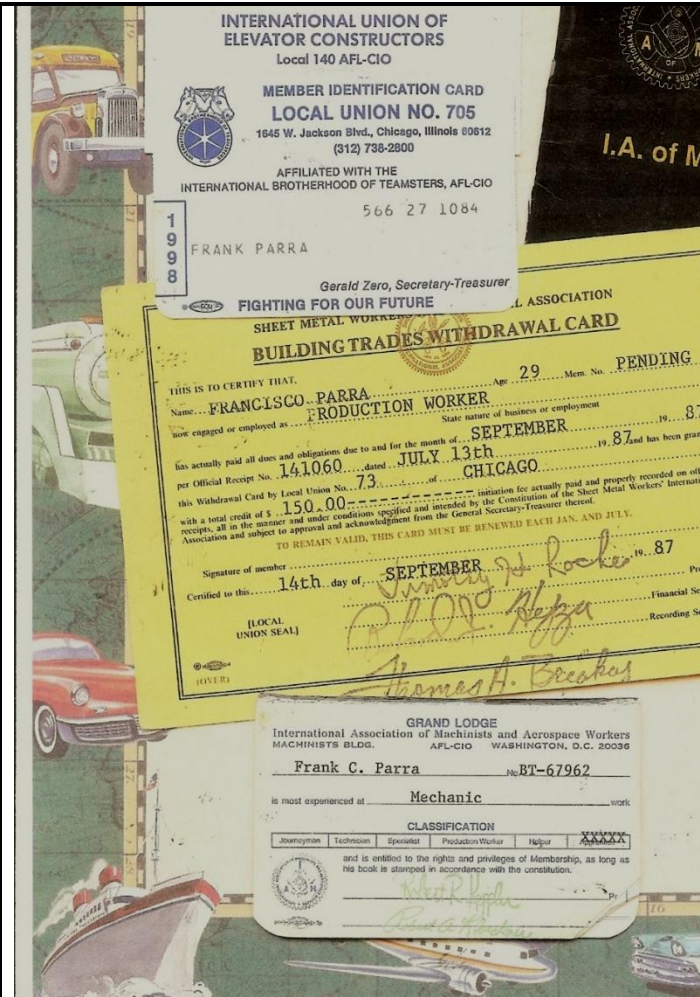 INTERNATIONAL UNION OF
ELEVATOR CONSTRUCTORS
Local 140 AFL-CIO
MEMBER IDENTIFICATION CARD
LOCAL UNION NO. 705
1645 W. Jackson Blvd., Chicago, Illinois 60612
(312) 738-2800
AFFILIATED WITH THE
INTERNATIONAL BROTHERHOOD OF TEAMSTERS, AFL-CIO
566 27 1084
1998
FRANK PARRA
Gerald Zero, Secretary-Treasurer
FIGHTING FOR OUR FUTURE
I.A. of M
SHEET METAL WORKE L ASSOCIATION
BUILDING TRADES WITHDRAWAL CARD
THIS IS TO CERTIFY THAT,
Name FRANCISCO PARRA Age 29 Mem. No. PENDING
now engaged or employed as PRODUCTION WORKER
State nature of business or employment
has actually paid all dues and obligations due to and for the month of SEPTEMBER 19 87
per Official Receipt No. 141060 dated JULY 13th 19 87 and has been gran
this Withdrawal Card by Local Union No. 73 of CHICAGO
with a total credit of $ 150.00 initiation fee actually paid and properly recorded on off
receipts, all in the manner and under conditions specified and intended by the Constitution of the Sheet Metal Workers' Internati
Association and subject to approval and acknowledgment from the General Secretary-Treasurer thereof.
TO REMAIN VALID, THIS CARD MUST BE RENEWED EACH JAN. AND JULY.
Signature of member
Certified to this 14th day of SEPTEMBER 19 87
Pre
Financial Se
[LOCAL
UNION SEAL]
Recording Se
Thomas A.
(OVER)
GRAND LODGE
International Association of Machinists and Aerospace Workers
MACHINISTS BLDG. AFL-CIO WASHINGTON, D.C. 20036
Frank C. Parra No BT-67962
is most experienced at Mechanic work
CLASSIFICATION
Journeyman Technician Specialist Production Worker Helper XXXXX
and is entitled to the rights and privileges of Membership, as long as
his book is stamped in accordance with the constitution.
Pr
16